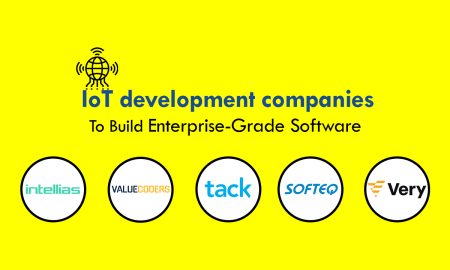 IoT development companies
To Build Enterprise-Grade Software
intellias
VALUECODERS
tack
SOFTEQ
Very